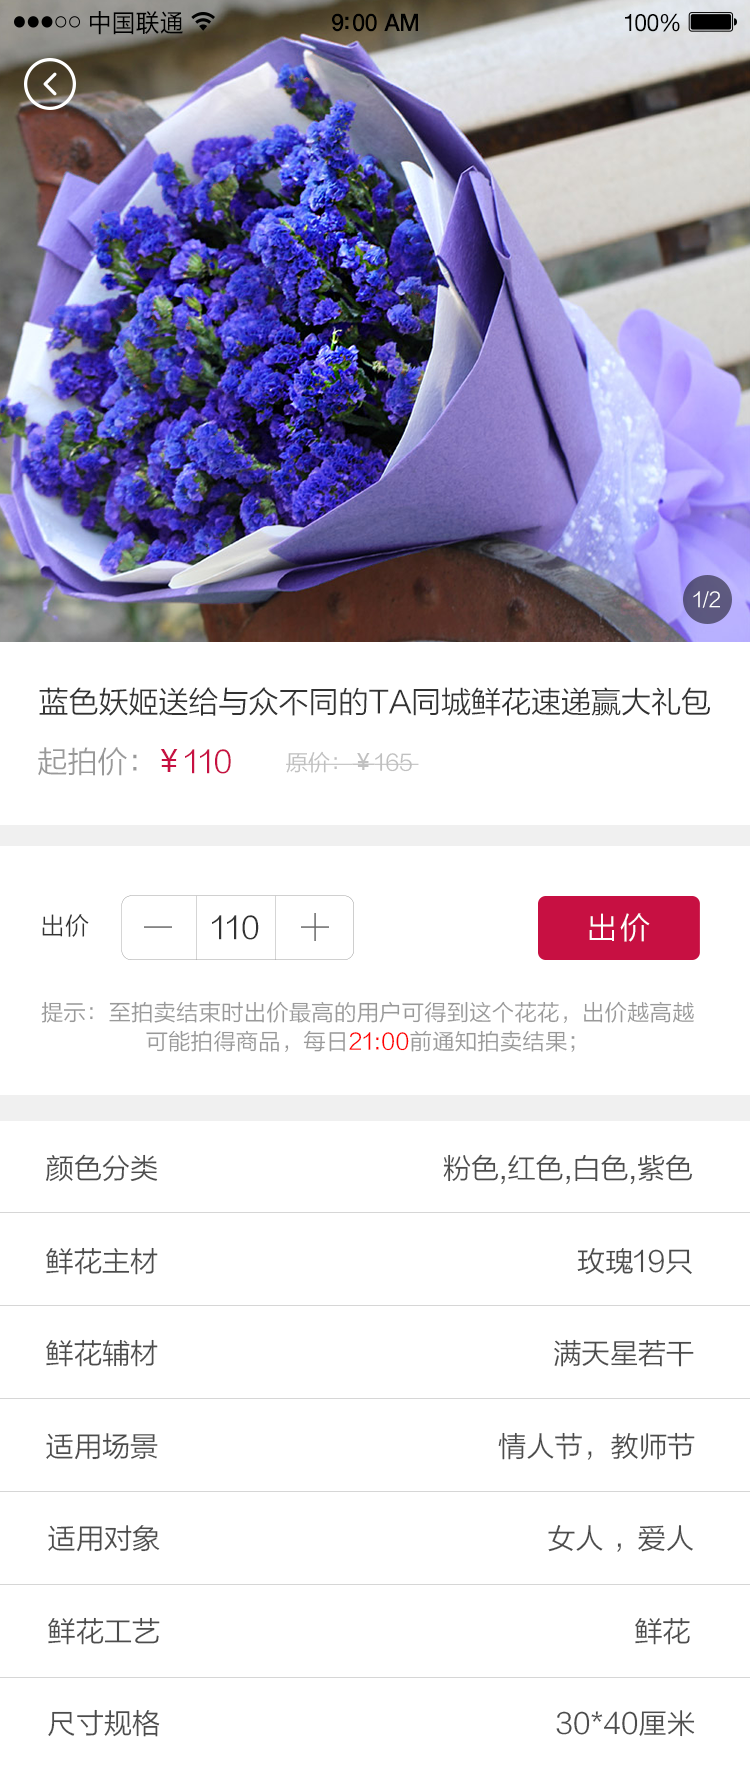 中国联通 9:00 AM 100%
1/2
蓝色妖姬送给与众不同的TA同城鲜花速递赢大礼包
起拍价：￥110 原价：￥165
出价 — 110 + 出价
提示：至拍卖结束时出价最高的用户可得到这个花花，出价越高越
可能拍得商品，每日21:00前通知拍卖结果；
颜色分类 粉色,红色,白色,紫色
鲜花主材 玫瑰19只
鲜花辅材 满天星若干
适用场景 情人节，教师节
适用对象 女人 ，爱人
鲜花工艺 鲜花
尺寸规格 30*40厘米